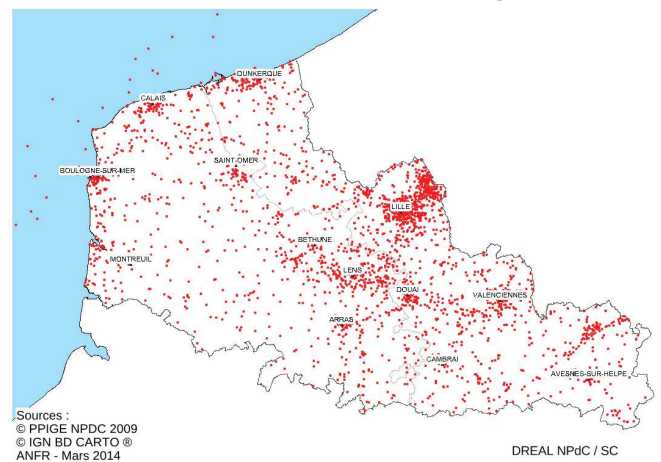 DUNKERQUE
CALAIS
SAINT-OMER
BOULOGNE-SUR-MER
LILLE
BETHUNE
MONTREUIL
LENS
DOUAI
VALENCIENNES
ARRAS
CAMBRAI
AVESNES-SUR-HELPE
Sources :
© PPIGE NPDC 2009
© IGN BD CARTO ®
ANFR - Mars 2014
DREAL NPdC / SC